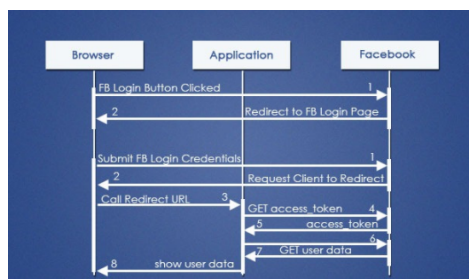 Browser
Application
Facebook
FB Login Button Clicked 1
2 Redirect to FB Login Page
Submit FB Login Credentials 1
2 Request Client to Redirect
Call Redirect URL 3
GET access_token 4
5 access_token
6
7 GET user data
8 show user data